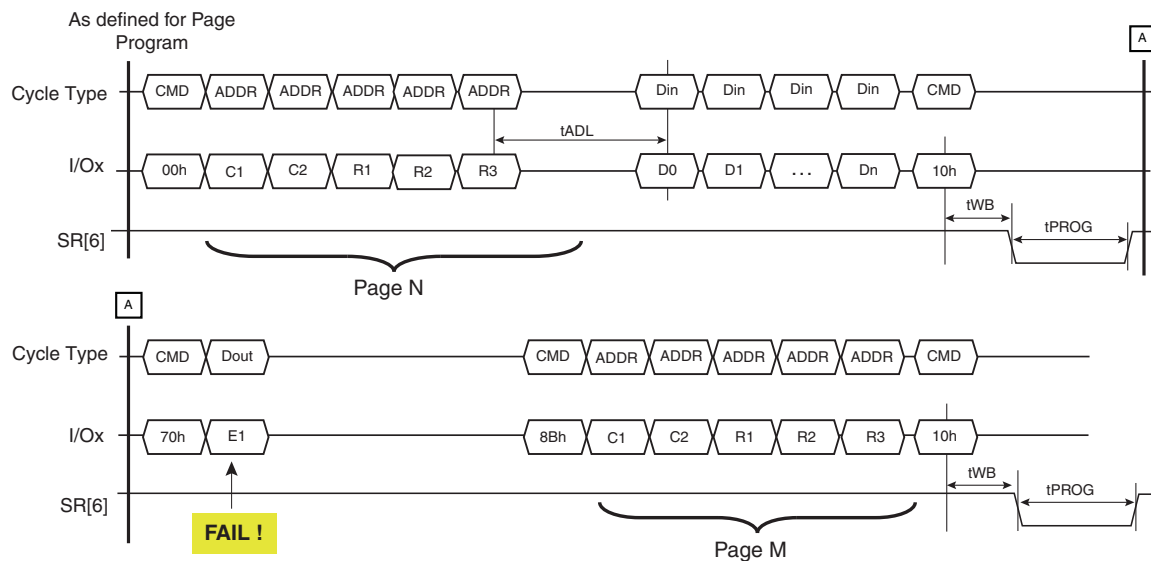 As defined for Page
Program
A
Cycle Type
CMD ADDR ADDR ADDR ADDR ADDR Din Din Din Din CMD
tADL
I/Ox
00h C1 C2 R1 R2 R3 D0 D1 ... Dn 10h
tWB
tPROG
SR[6]
Page N
A
Cycle Type
CMD Dout CMD ADDR ADDR ADDR ADDR ADDR CMD
I/Ox
70h E1 8Bh C1 C2 R1 R2 R3 10h
tWB
tPROG
SR[6]
FAIL !
Page M